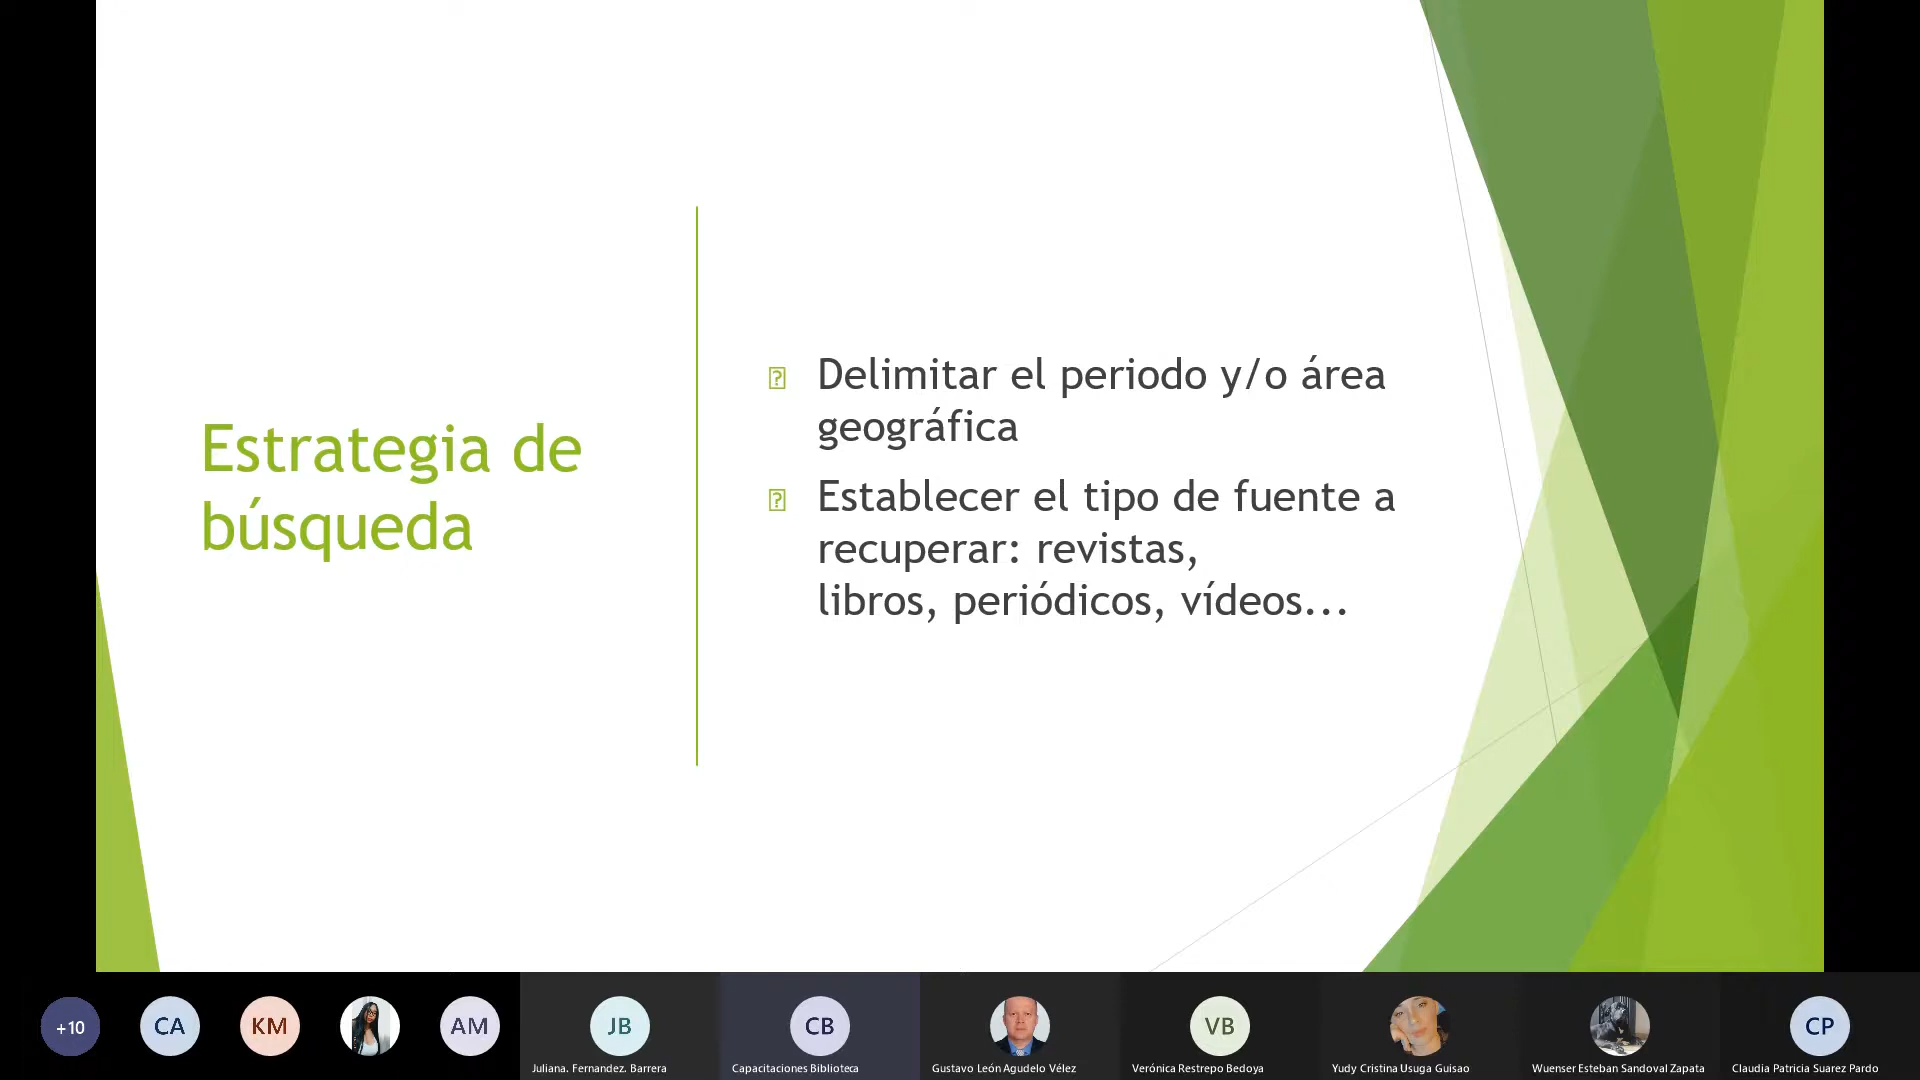 Estrategia de
búsqueda
Delimitar el periodo y/o área
geográfica
Establecer el tipo de fuente a
recuperar: revistas,
libros, periódicos, vídeos...
+10
CA
KM
AM
JB
CB
VB
CP
Juliana. Fernandez. Barrera
Capacitaciones Biblioteca
Gustavo León Agudelo Vélez
Verónica Restrepo Bedoya
Yudy Cristina Usuga Guisao
Wuenser Esteban Sandoval Zapata
Claudia Patricia Suarez Pardo